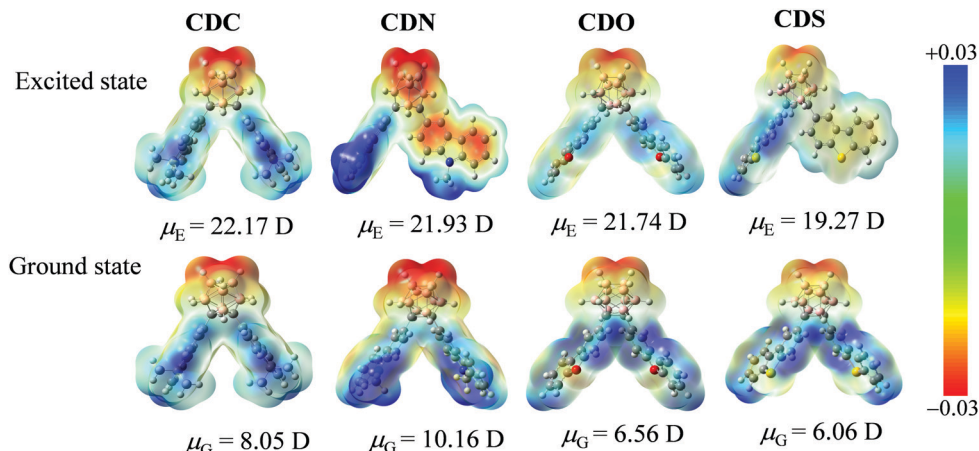 CDC CDN CDO CDS
+0.03
Excited state
μE = 22.17 D μE = 21.93 D μE = 21.74 D μE = 19.27 D
Ground state
−0.03
μG = 8.05 D μG = 10.16 D μG = 6.56 D μG = 6.06 D